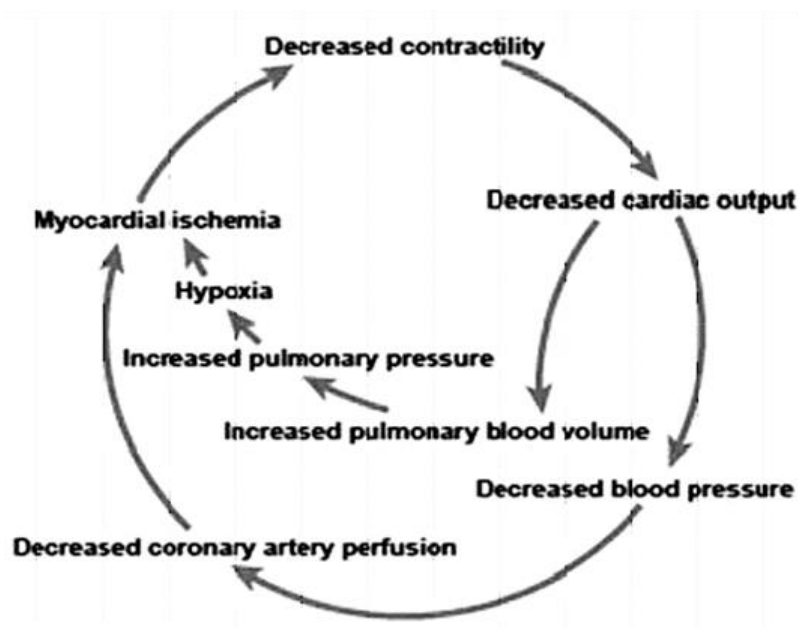 Decreased contractility
Decreased cardiac output
Myocardial ischemia
Hypoxia
Increased pulmonary pressure
Increased pulmonary blood volume
Decreased blood pressure
Decreased coronary artery perfusion